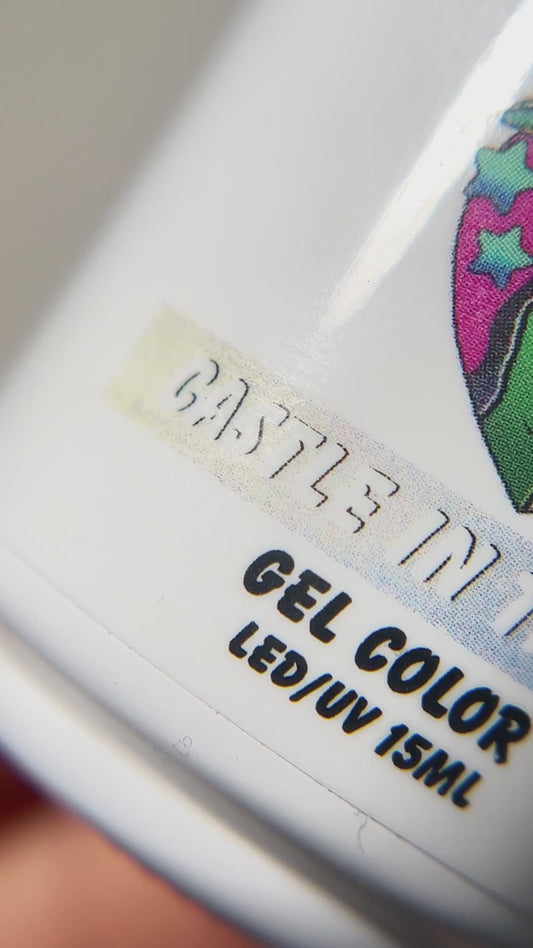 CASTLE IN
GEL COLOR
LED/UV 15ML